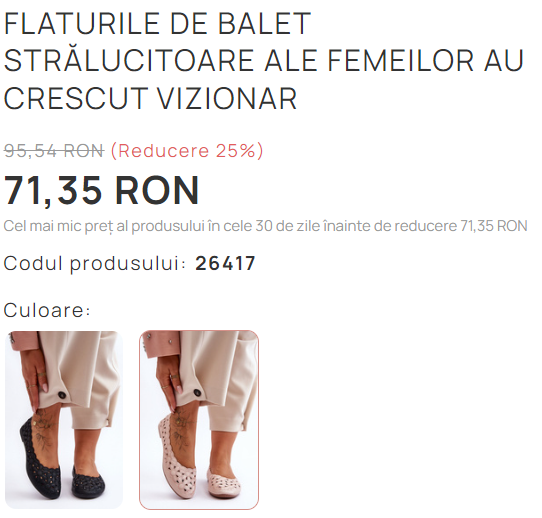 FLATURILE DE BALET
STRĂLUCITOARE ALE FEMEILOR AU
CRESCUT VIZIONAR
95,54 RON (Reducere 25%)
71,35 RON
Cel mai mic preț al produsului în cele 30 de zile înainte de reducere 71,35 RON
Codul produsului: 26417
Culoare: